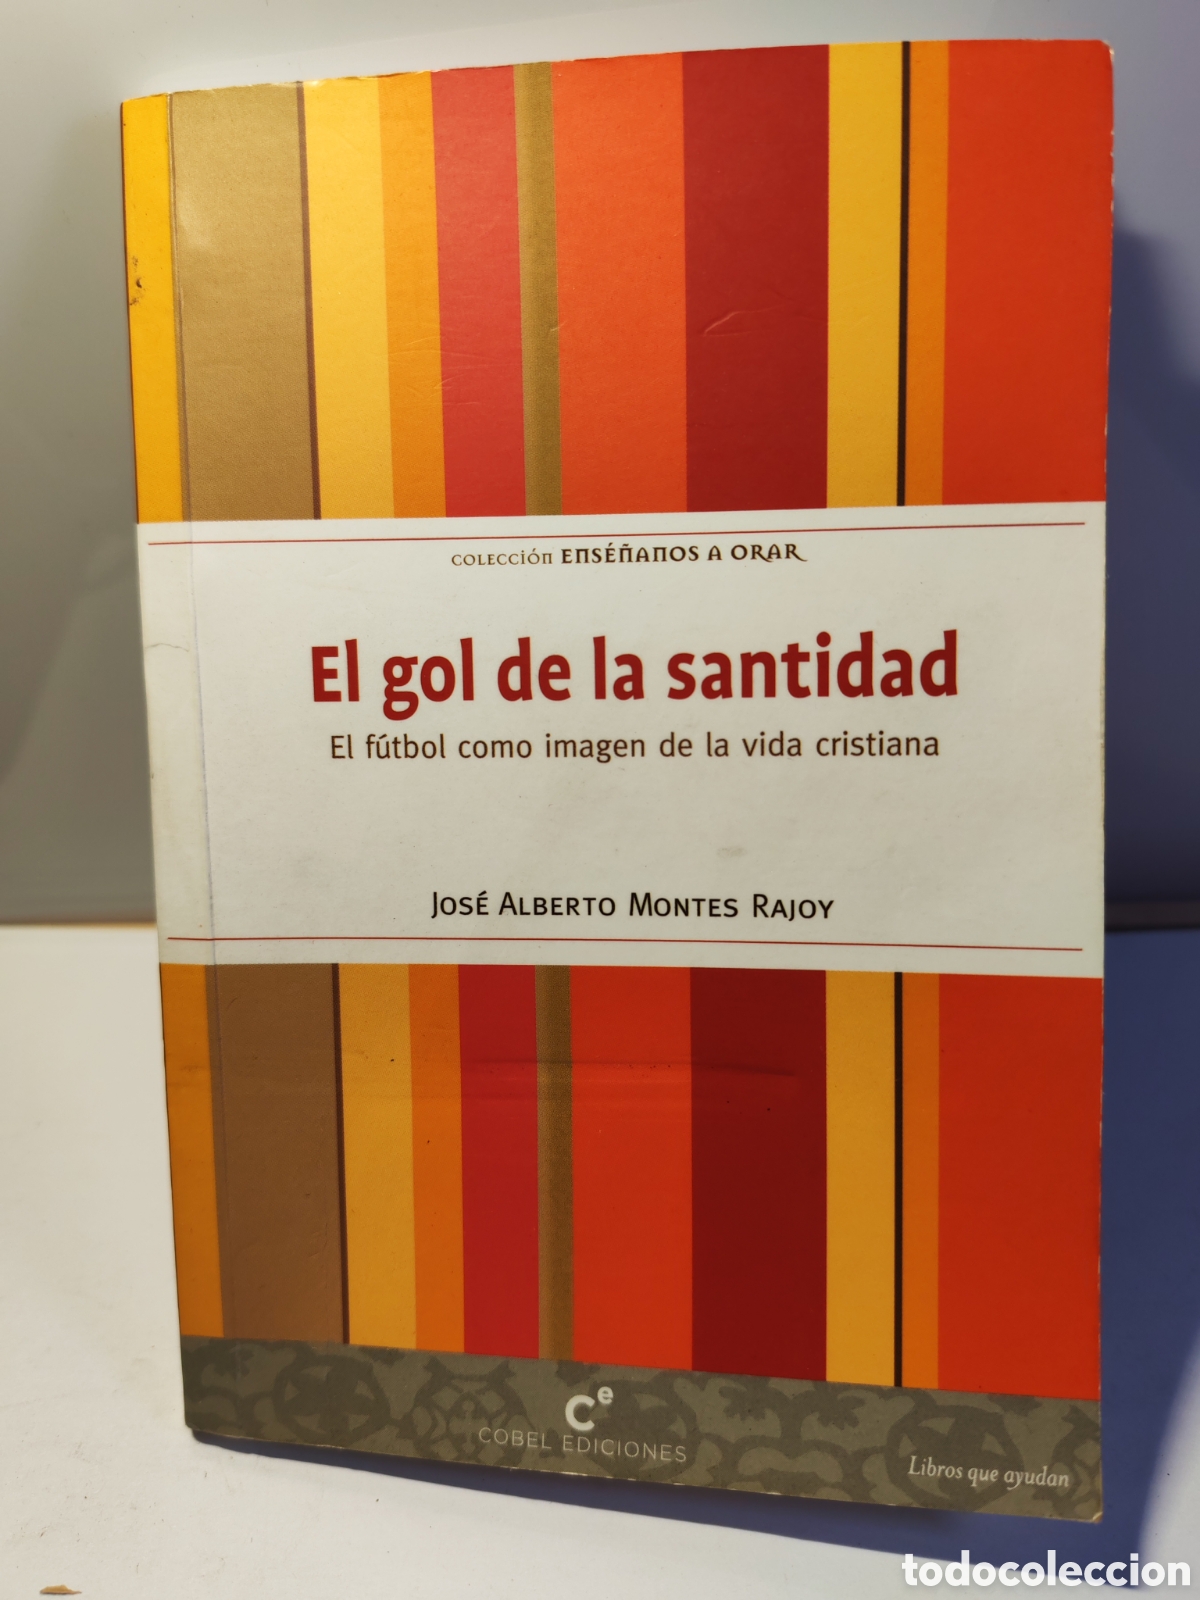 COLECCIÓN ENSÉÑANOS A ORAR
El gol de la santidad
El fútbol como imagen de la vida cristiana
JOSÉ ALBERTO MONTES RAJOY
Ce
COBEL EDICIONES
Libros que ayudan
todocoleccion